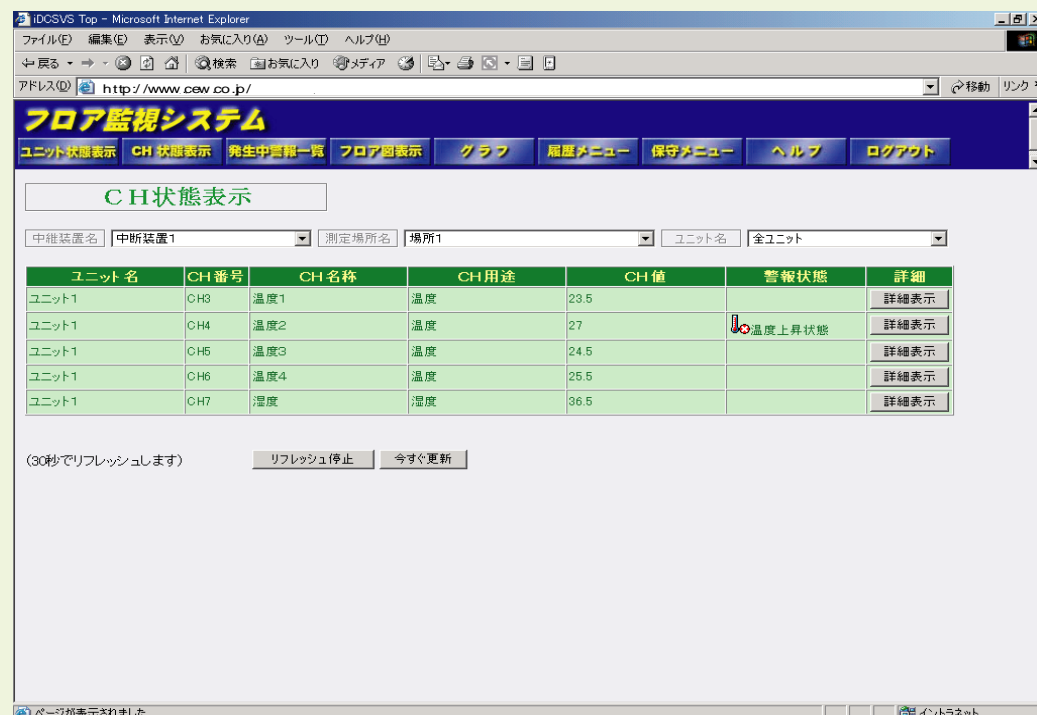 iDCSVS Top - Microsoft Internet Explorer
ファイル(F) 編集(E) 表示(V) お気に入り(A) ツール(T) ヘルプ(H)
戻る 検索 お気に入り メディア
アドレス(D) http://www.cew.co.jp/ 移動 リンク
フロア監視システム
ユニット状態表示 CH 状態表示 発生中警報一覧 フロア図表示 グラフ 履歴メニュー 保守メニュー ヘルプ ログアウト
CH状態表示
中継装置名 中断装置1 測定場所名 場所1 ユニット名 全ユニット
ユニット名 CH番号 CH名称 CH用途 CH値 警報状態 詳細
ユニット1 CH3 温度1 温度 23.5 詳細表示
ユニット1 CH4 温度2 温度 27 温度上昇状態 詳細表示
ユニット1 CH5 温度3 温度 24.5 詳細表示
ユニット1 CH6 温度4 温度 25.5 詳細表示
ユニット1 CH7 湿度 湿度 36.5 詳細表示
(30秒でリフレッシュします) リフレッシュ停止 今すぐ更新
ページが表示されました イントラネット